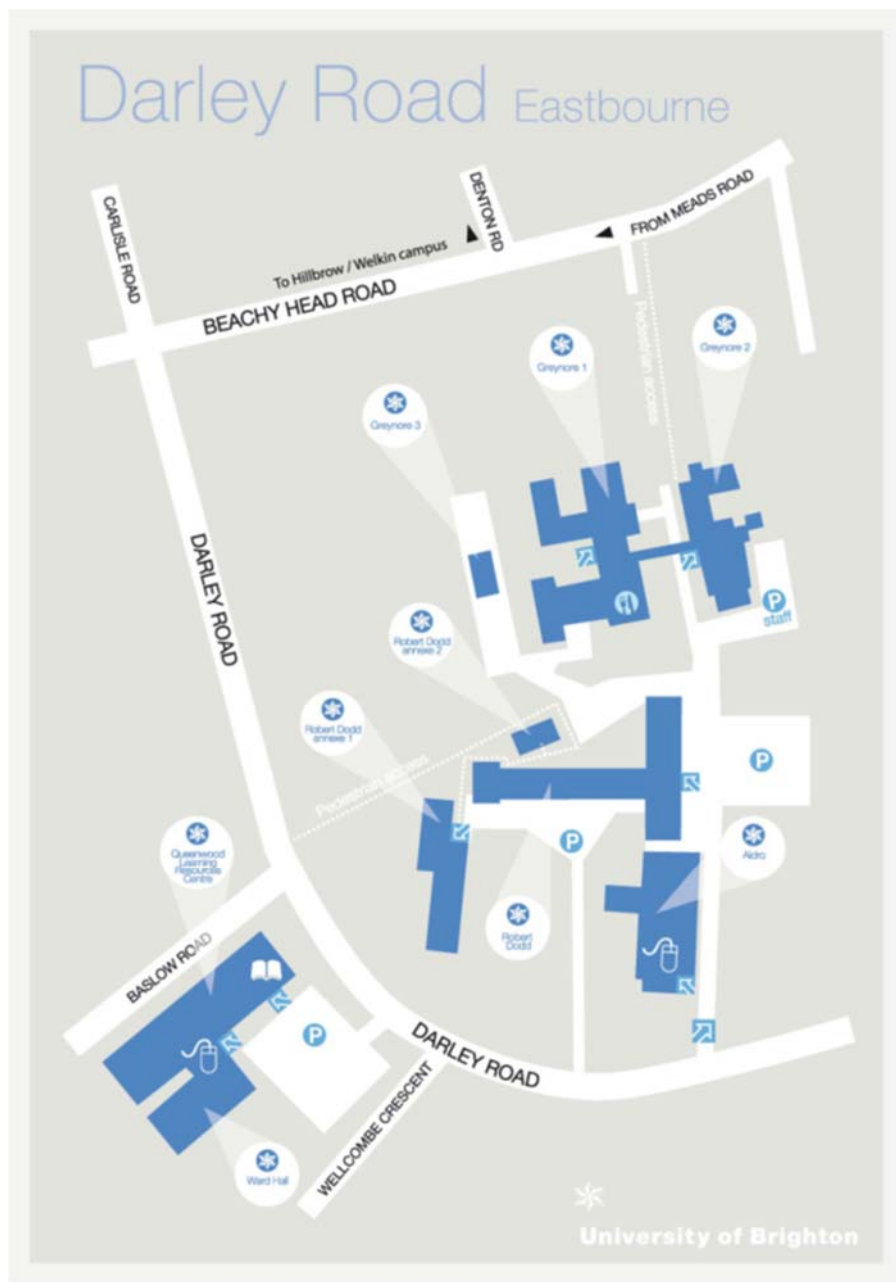 Darley Road Eastbourne
CARLISLE ROAD
DENTON RD
FROM MEADS ROAD
To Hillbrow / Welkin campus
BEACHY HEAD ROAD
Pedestrian access
Greynore 2
Greynore 1
Greynore 3
DARLEY ROAD
P
staff
Robert Dodd
annexe 2
Robert Dodd
annexe 1
Pedestrian access
P
P
Aldro
Queenwood
Learning
Resources
Centre
Robert
Dodd
BASLOW ROAD
P
DARLEY ROAD
WELLCOMBE CRESCENT
Ward Hall
University of Brighton